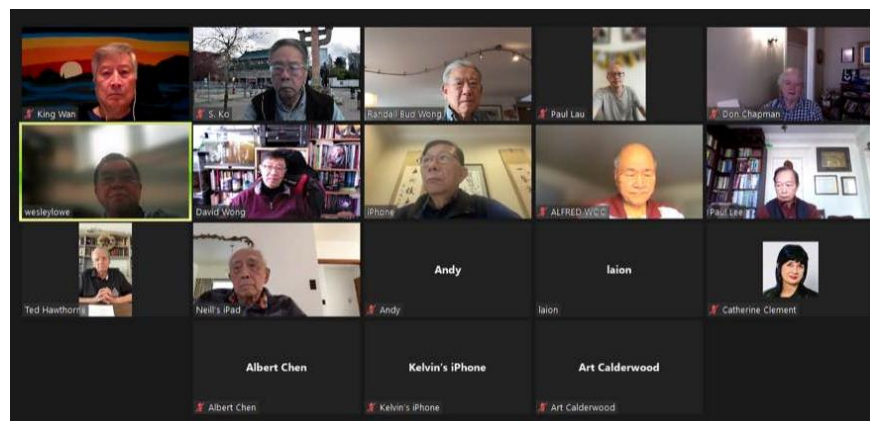 King Wan
S. Ko
Randall Bud Wong
Paul Lau
Don Chapman
wesleylowe
David Wong
iPhone
ALFRED WCC
Paul Lee
Ted Hawthorne
Neill's iPad
Andy
Andy
laion
laion
Catherine Clement
Albert Chen
Albert Chen
Kelvin's iPhone
Kelvin's iPhone
Art Calderwood
Art Calderwood